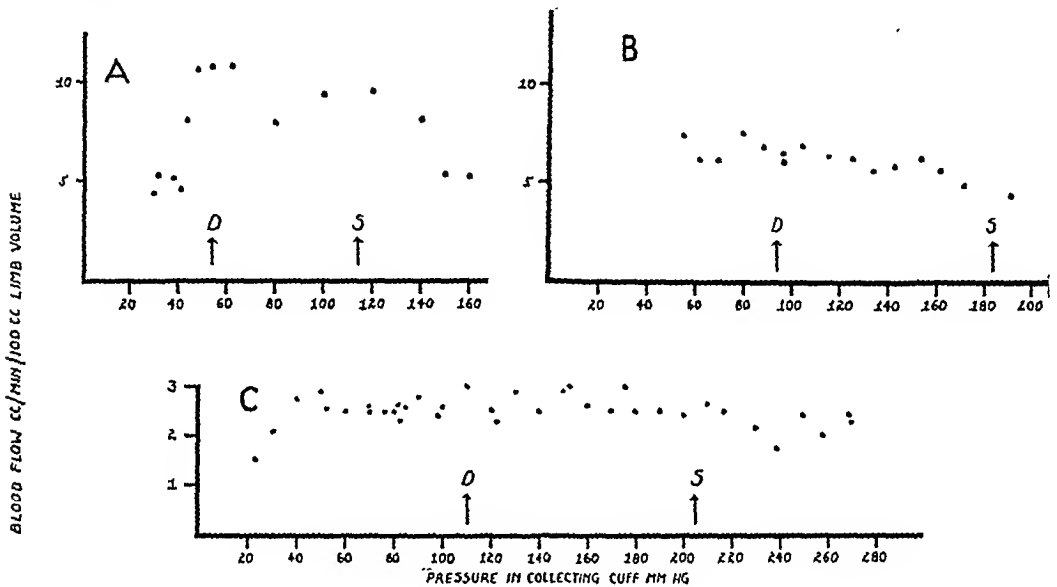 A
10
5
D
S
20 40 60 80 100 120 140 160
B
10
5
D
S
20 40 60 80 100 120 140 160 180 200
BLOOD FLOW CC/MIN/100 CC LIMB VOLUME
C
3
2
1
D
S
20 40 60 80 100 120 140 160 180 200 220 240 260 280
PRESSURE IN COLLECTING CUFF MM HG